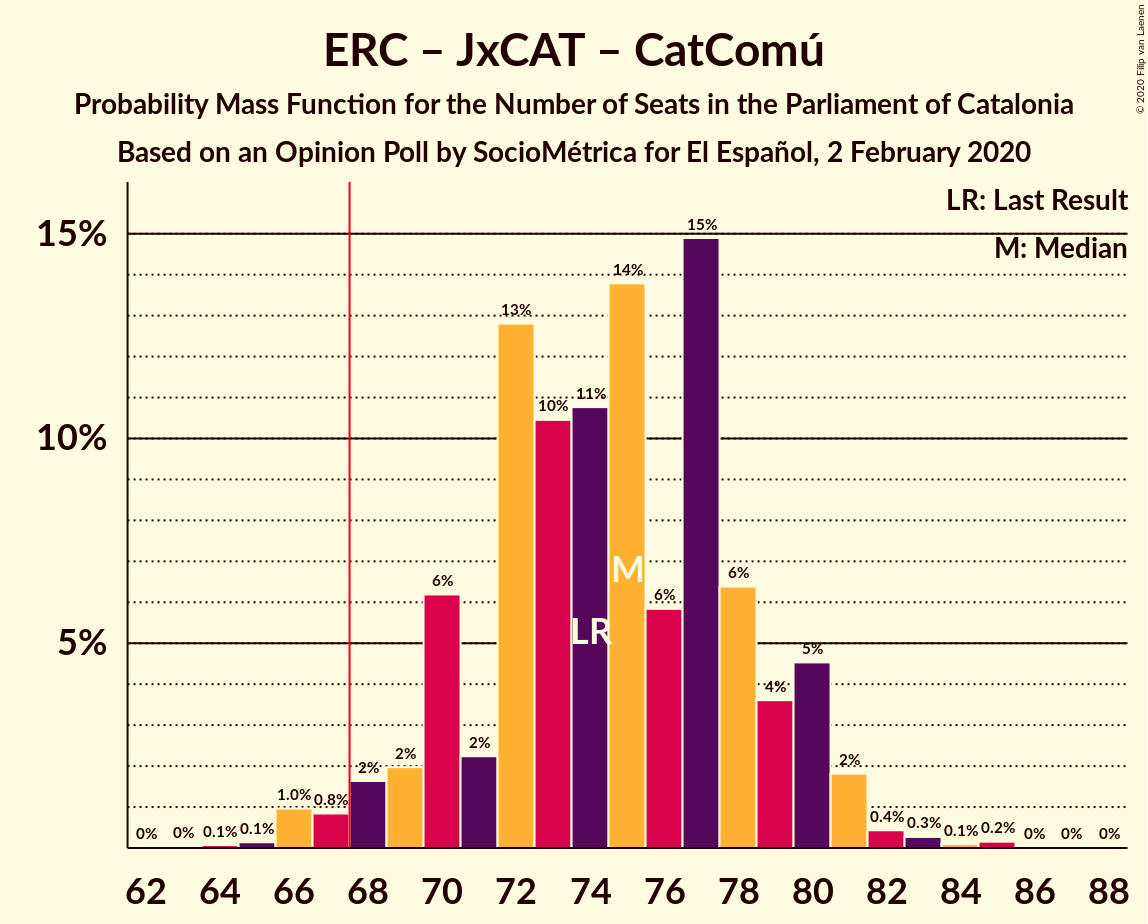 ERC – JxCAT – CatComú
Probability Mass Function for the Number of Seats in the Parliament of Catalonia
Based on an Opinion Poll by SocioMétrica for El Español, 2 February 2020
© 2020 Filip van Laenen
LR: Last Result
M: Median
15%
10%
5%
0% 0% 0.1% 0.1% 1.0% 0.8% 2% 2% 6% 2% 13% 10% 11% 14% 6% 15% 6% 4% 5% 2% 0.4% 0.3% 0.1% 0.2% 0% 0% 0%
M
LR
62 64 66 68 70 72 74 76 78 80 82 84 86 88